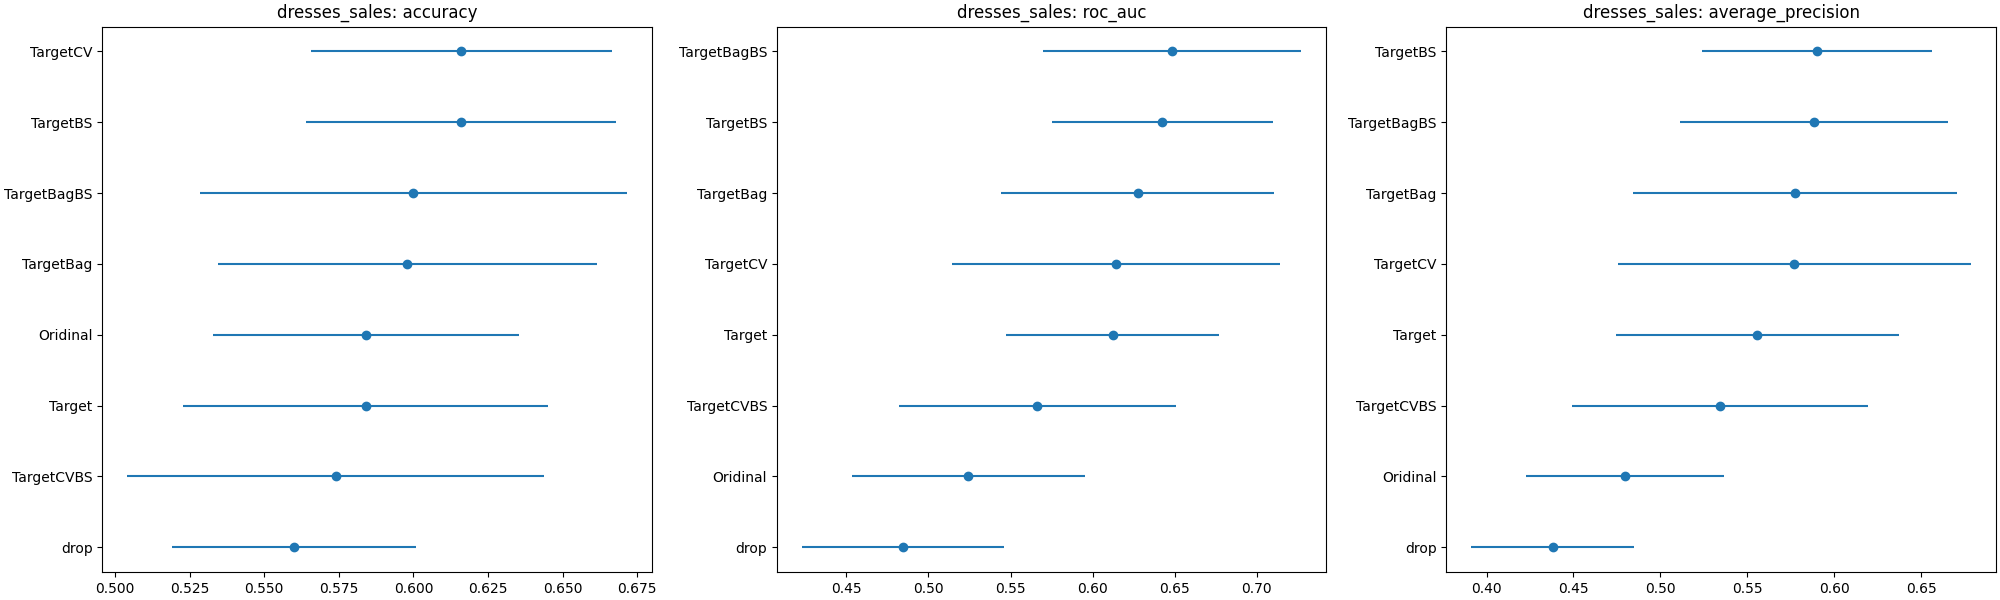 dresses_sales: accuracy
TargetCV
TargetBS
TargetBagBS
TargetBag
Oridinal
Target
TargetCVBS
drop
0.500 0.525 0.550 0.575 0.600 0.625 0.650 0.675
dresses_sales: roc_auc
TargetBagBS
TargetBS
TargetBag
TargetCV
Target
TargetCVBS
Oridinal
drop
0.45 0.50 0.55 0.60 0.65 0.70
dresses_sales: average_precision
TargetBS
TargetBagBS
TargetBag
TargetCV
Target
TargetCVBS
Oridinal
drop
0.40 0.45 0.50 0.55 0.60 0.65